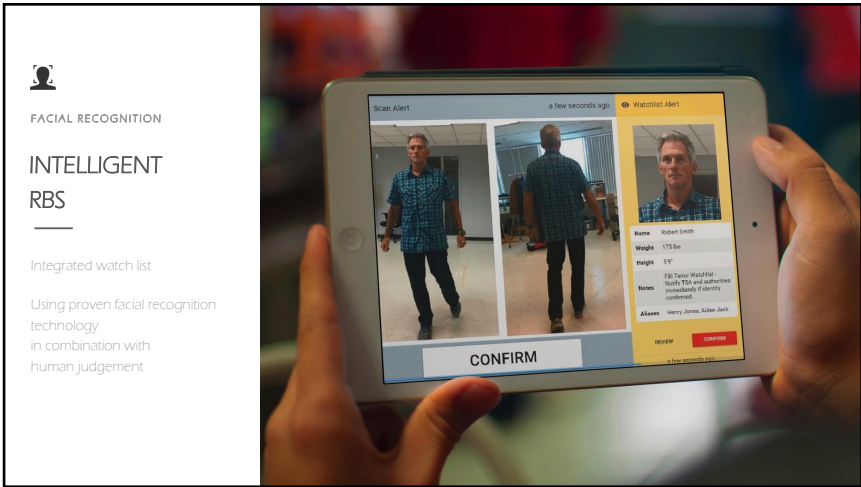 FACIAL RECOGNITION
INTELLIGENT
RBS
Integrated watch list
Using proven facial recognition
technology
in combination with
human judgement
Scan Alert
a few seconds ago
CONFIRM
Watchlist Alert
Name Robert Smith
Weight 175 lbs
Height 5'9"
Notes FBI Terror Watchlist -
Notify TSA and authorities
immediately if identity
confirmed.
Aliases Henry Jones, Aiden Jack
REVIEW CONFIRM
a few seconds ago